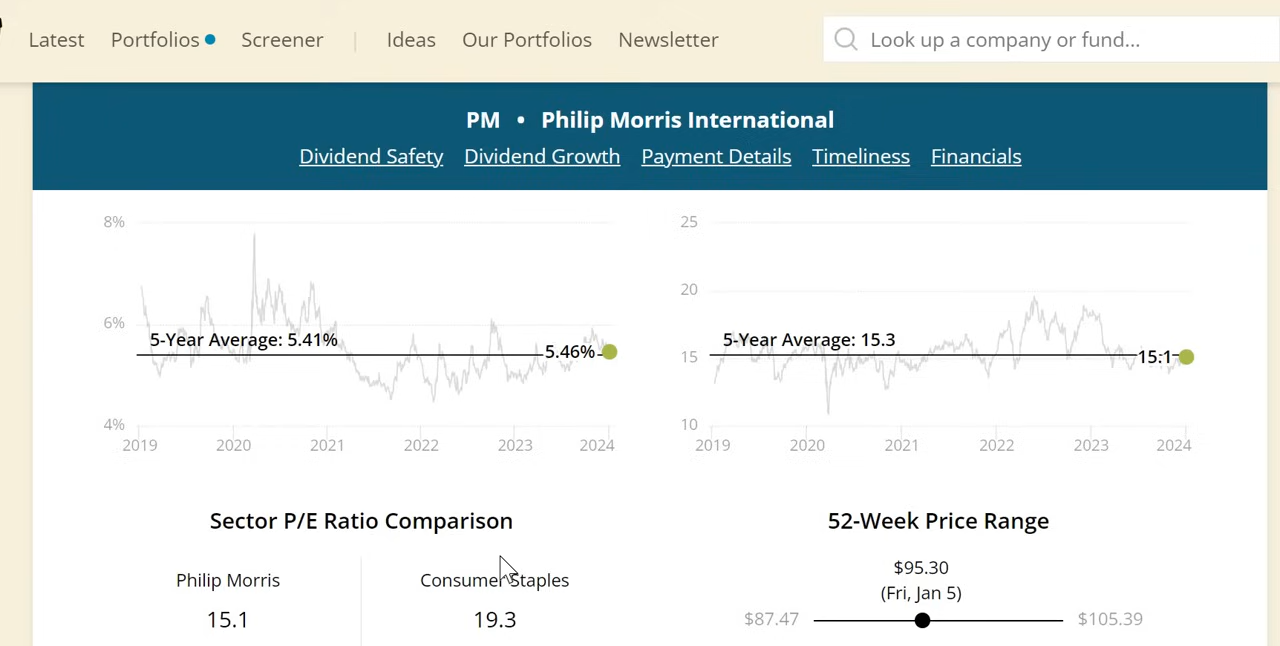 Latest Portfolios Screener | Ideas Our Portfolios Newsletter Look up a company or fund...
PM • Philip Morris International
Dividend Safety Dividend Growth Payment Details Timeliness Financials
8%
6%
4%
5-Year Average: 5.41%
5.46%
2019 2020 2021 2022 2023 2024
25
20
15
10
5-Year Average: 15.3
15.1
2019 2020 2021 2022 2023 2024
Sector P/E Ratio Comparison
Philip Morris
15.1
Consumer Staples
19.3
52-Week Price Range
$95.30
(Fri, Jan 5)
$87.47 $105.39